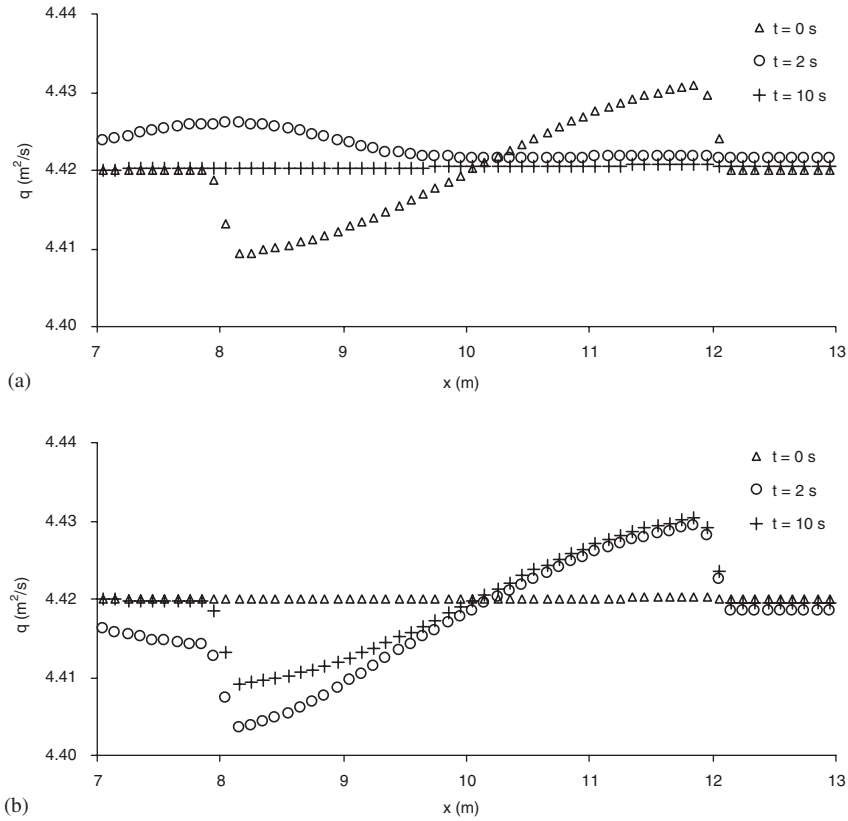 4.44
t = 0 s
t = 2 s
t = 10 s
4.43
4.42
4.41
4.40
q (m²/s)
7 8 9 10 11 12 13
x (m)
(a)
4.44
t = 0 s
t = 2 s
t = 10 s
4.43
4.42
4.41
4.40
q (m²/s)
7 8 9 10 11 12 13
x (m)
(b)